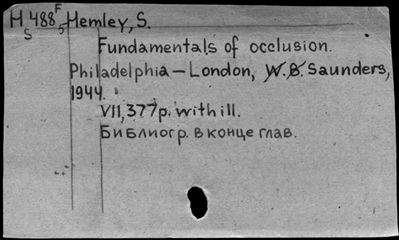 H 488 F Hemley, S.
S 5
Fundamentals of occlusion.
Philadelphia – London, W.B. Saunders,
1944.
VII, 377 p. with ill.
Библиогр. в конце глав.